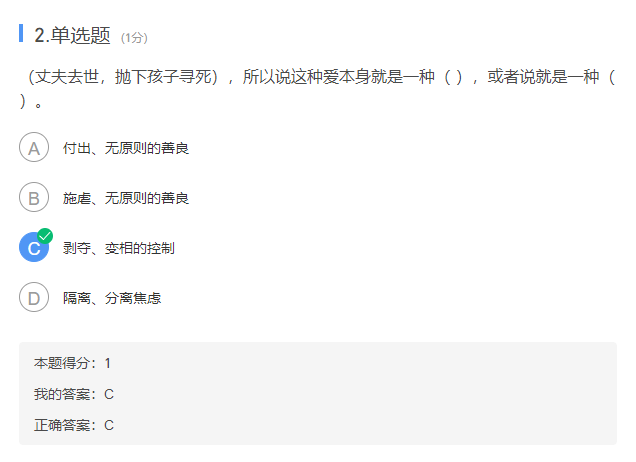 2.单选题 (1分)
（丈夫去世，抛下孩子寻死），所以说这种爱本身就是一种（ ），或者说就是一种（
）。
A 付出、无原则的善良
B 施虐、无原则的善良
C 剥夺、变相的控制
D 隔离、分离焦虑
本题得分：1
我的答案：C
正确答案：C